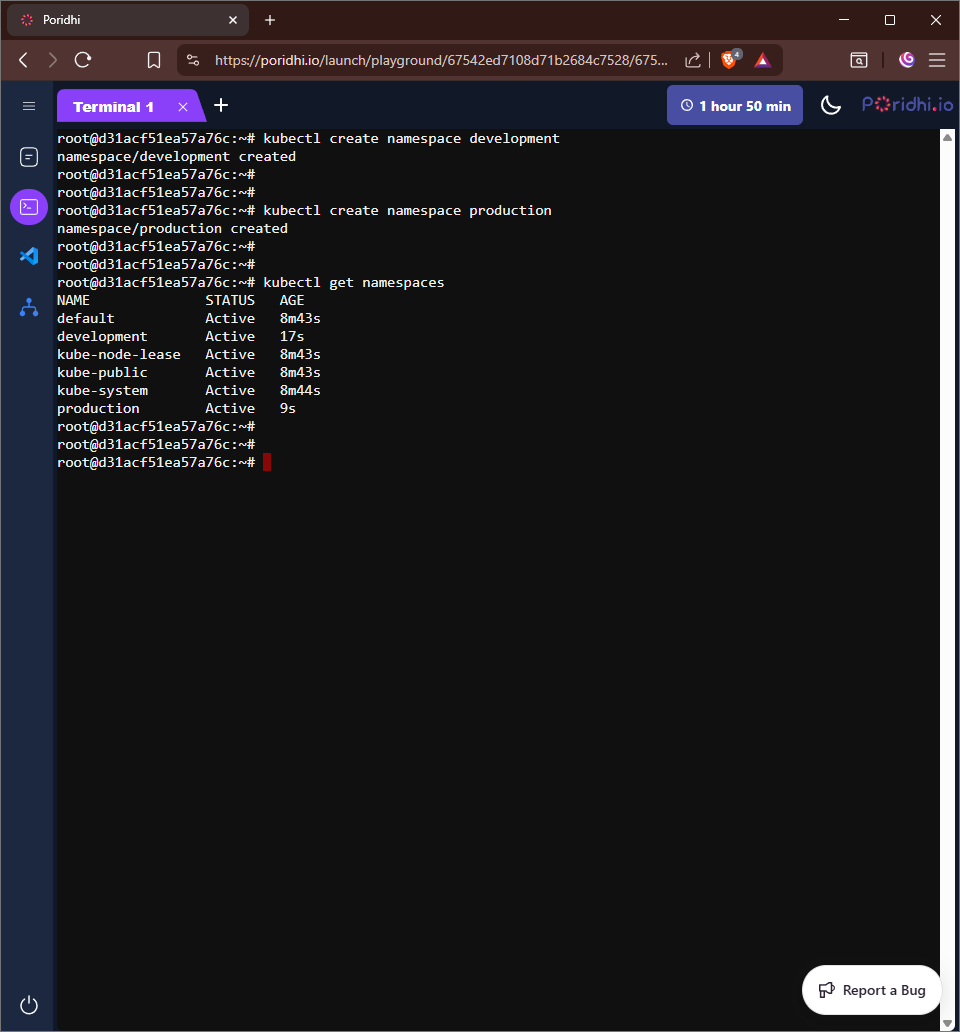 Poridhi
https://poridhi.io/launch/playground/67542ed7108d71b2684c7528/675...
4
Terminal 1
1 hour 50 min
Poridhi.io
root@d31acf51ea57a76c:~# kubectl create namespace development
namespace/development created
root@d31acf51ea57a76c:~#
root@d31acf51ea57a76c:~#
root@d31acf51ea57a76c:~# kubectl create namespace production
namespace/production created
root@d31acf51ea57a76c:~#
root@d31acf51ea57a76c:~#
root@d31acf51ea57a76c:~# kubectl get namespaces
NAME              STATUS   AGE
default           Active   8m43s
development       Active   17s
kube-node-lease   Active   8m43s
kube-public       Active   8m43s
kube-system       Active   8m44s
production        Active   9s
root@d31acf51ea57a76c:~#
root@d31acf51ea57a76c:~#
root@d31acf51ea57a76c:~#
Report a Bug